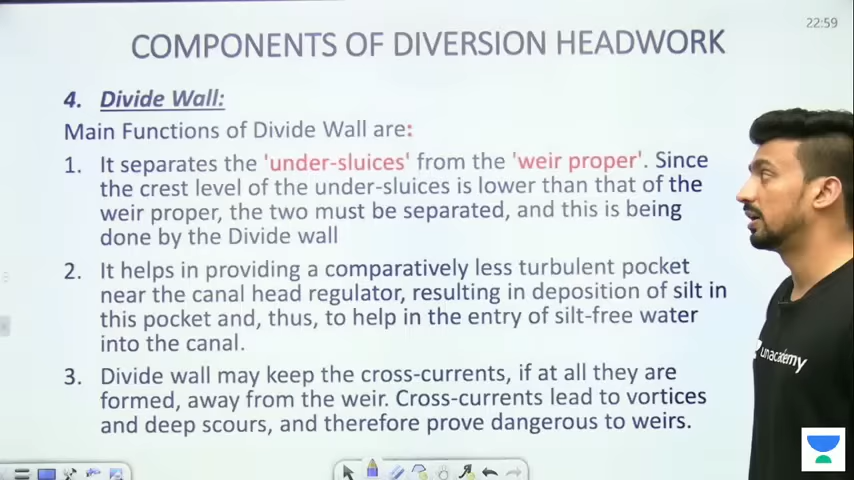 22:59
COMPONENTS OF DIVERSION HEADWORK
4. Divide Wall:
Main Functions of Divide Wall are:
1. It separates the 'under-sluices' from the 'weir proper'. Since
the crest level of the under-sluices is lower than that of the
weir proper, the two must be separated, and this is being
done by the Divide wall
2. It helps in providing a comparatively less turbulent pocket
near the canal head regulator, resulting in deposition of silt in
this pocket and, thus, to help in the entry of silt-free water
into the canal.
3. Divide wall may keep the cross-currents, if at all they are
formed, away from the weir. Cross-currents lead to vortices
and deep scours, and therefore prove dangerous to weirs.
unacademy